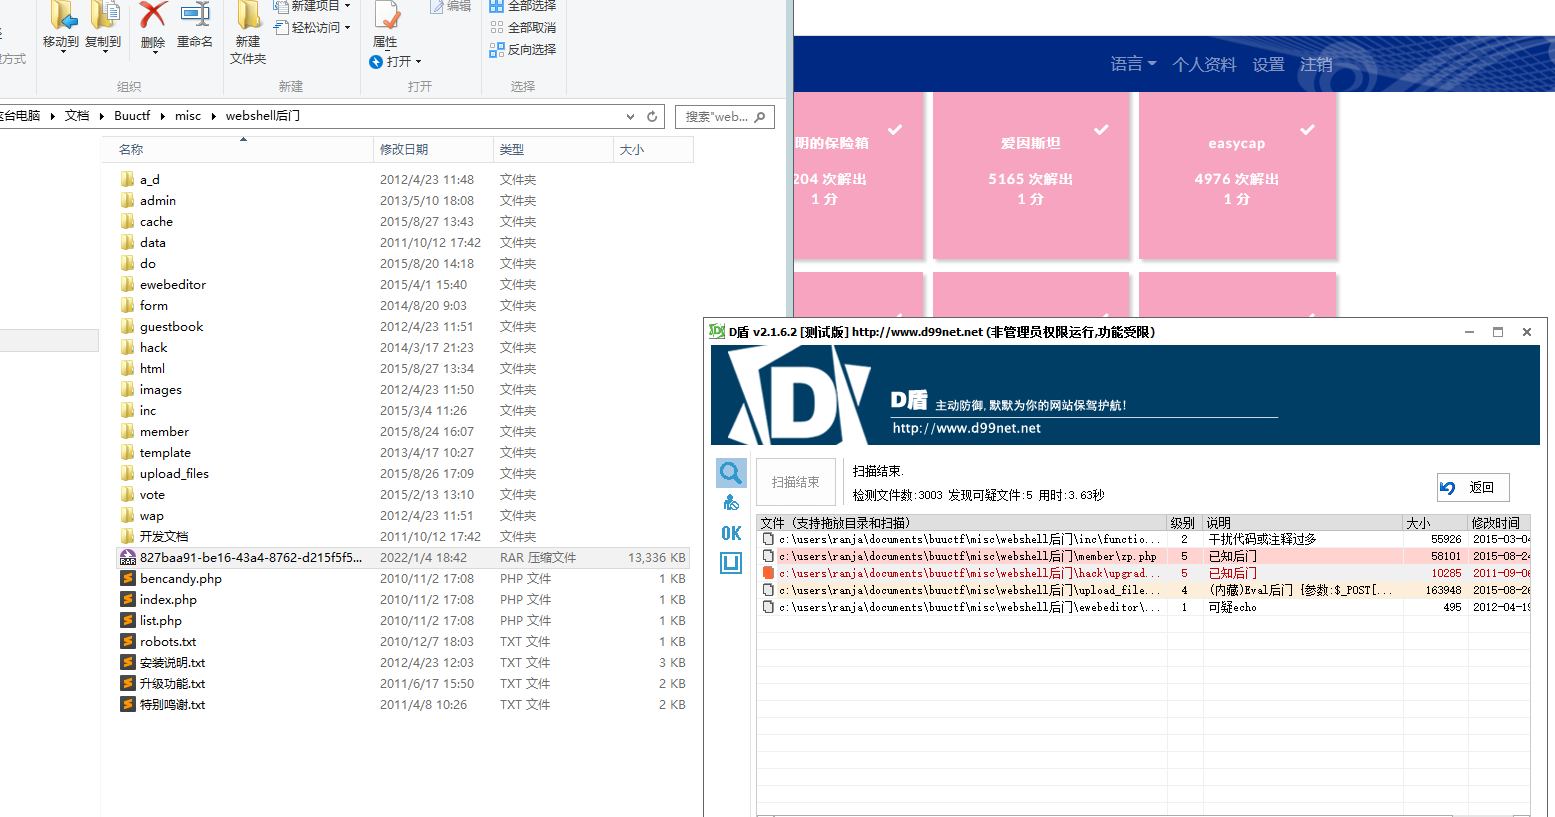 移动到
复制到
删除
重命名
新建
文件夹
新建项目
轻松访问
属性
打开
编辑
全部选择
全部取消
反向选择
方式
组织
新建
打开
选择
这台电脑
文档
Buuctf
misc
webshell后门
搜索"web...
名称 修改日期 类型 大小
a_d 2012/4/23 11:48 文件夹
admin 2013/5/10 18:08 文件夹
cache 2015/8/27 13:43 文件夹
data 2011/10/12 17:42 文件夹
do 2015/8/20 14:18 文件夹
ewebeditor 2015/4/1 15:40 文件夹
form 2014/8/20 9:03 文件夹
guestbook 2012/4/23 11:51 文件夹
hack 2014/3/17 21:23 文件夹
html 2015/8/27 13:34 文件夹
images 2012/4/23 11:50 文件夹
inc 2015/3/4 11:26 文件夹
member 2015/8/24 16:07 文件夹
template 2013/4/17 10:27 文件夹
upload_files 2015/8/26 17:09 文件夹
vote 2015/2/13 13:10 文件夹
wap 2012/4/23 11:51 文件夹
开发文档 2011/10/12 17:42 文件夹
827baa91-be16-43a4-8762-d215f5f5... 2022/1/4 18:42 RAR 压缩文件 13,336 KB
bencandy.php 2010/11/2 17:08 PHP 文件 1 KB
index.php 2010/11/2 17:08 PHP 文件 1 KB
list.php 2010/11/2 17:08 PHP 文件 1 KB
robots.txt 2010/12/7 18:03 TXT 文件 1 KB
安装说明.txt 2012/4/23 12:03 TXT 文件 3 KB
升级功能.txt 2011/6/17 15:50 TXT 文件 2 KB
特别鸣谢.txt 2011/4/8 10:26 TXT 文件 2 KB
语言 个人资料 设置 注销
明的保险箱
204 次解出
1 分
爱因斯坦
5165 次解出
1 分
easycap
4976 次解出
1 分
D盾 v2.1.6.2 [测试版] http://www.d99net.net (非管理员权限运行,功能受限)
D
D盾 主动防御,默默为你的网站保驾护航!
http://www.d99net.net
OK
扫描结束
扫描结束.
检测文件数:3003 发现可疑文件:5 用时:3.63秒
返回
文件 (支持拖放目录和扫描) 级别 说明 大小 修改时间
c:\users\ranja\documents\buuctf\misc\webshell后门\inc\functio... 2 干扰代码或注释过多 55926 2015-03-04
c:\users\ranja\documents\buuctf\misc\webshell后门\member\zp.php 5 已知后门 58101 2015-08-24
c:\users\ranja\documents\buuctf\misc\webshell后门\hack\upgrad... 5 已知后门 10285 2011-09-06
c:\users\ranja\documents\buuctf\misc\webshell后门\upload_file... 4 (内藏)Eval后门 {参数:$_POST[... 163948 2015-08-26
c:\users\ranja\documents\buuctf\misc\webshell后门\ewebeditor\... 1 可疑echo 495 2012-04-19